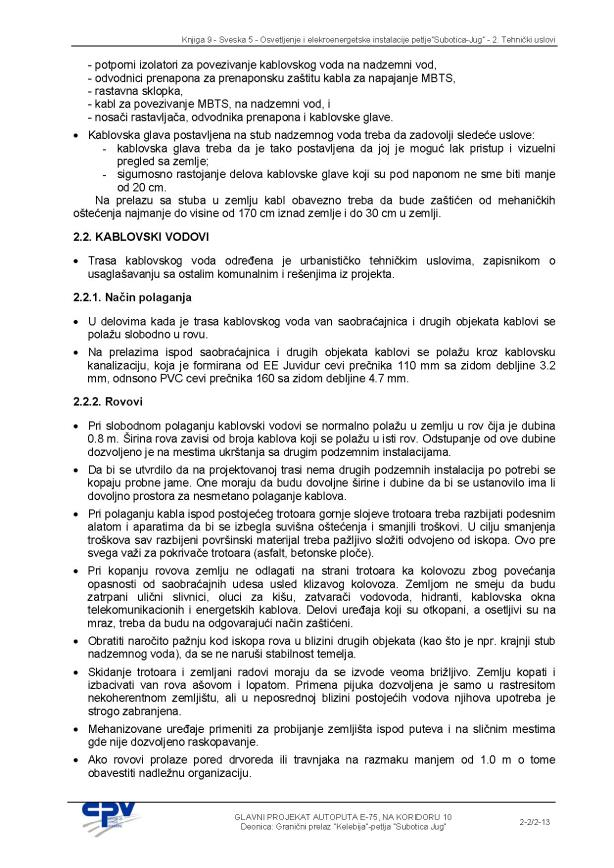 Knjiga 9 - Sveska 5 - Osvetljenje i elekroenergetske instalacije petlje"Subotica-Jug" - 2. Tehnički uslovi
- potporni izolatori za povezivanje kablovskog voda na nadzemni vod,
- odvodnici prenapona za prenaponsku zaštitu kabla za napajanje MBTS,
- rastavna sklopka,
- kabl za povezivanje MBTS, na nadzemni vod, i
- nosači rastavljača, odvodnika prenapona i kablovske glave.
• Kablovska glava postavljena na stub nadzemnog voda treba da zadovolji sledeće uslove:
- kablovska glava treba da je tako postavljena da joj je moguć lak pristup i vizuelni
pregled sa zemlje;
- sigurnosno rastojanje delova kablovske glave koji su pod naponom ne sme biti manje
od 20 cm.
Na prelazu sa stuba u zemlju kabl obavezno treba da bude zaštićen od mehaničkih
oštećenja najmanje do visine od 170 cm iznad zemlje i do 30 cm u zemlji.
2.2. KABLOVSKI VODOVI
• Trasa kablovskog voda određena je urbanističko tehničkim uslovima, zapisnikom o
usaglašavanju sa ostalim komunalnim i rešenjima iz projekta.
2.2.1. Način polaganja
• U delovima kada je trasa kablovskog voda van saobraćajnica i drugih objekata kablovi se
polažu slobodno u rovu.
• Na prelazima ispod saobraćajnica i drugih objekata kablovi se polažu kroz kablovsku
kanalizaciju, koja je formirana od EE Juvidur cevi prečnika 110 mm sa zidom debljine 3.2
mm, odnsono PVC cevi prečnika 160 sa zidom debljine 4.7 mm.
2.2.2. Rovovi
• Pri slobodnom polaganju kablovski vodovi se normalno polažu u zemlju u rov čija je dubina
0.8 m. Širina rova zavisi od broja kablova koji se polažu u isti rov. Odstupanje od ove dubine
dozvoljeno je na mestima ukrštanja sa drugim podzemnim instalacijama.
• Da bi se utvrdilo da na projektovanoj trasi nema drugih podzemnih instalacija po potrebi se
kopaju probne jame. One moraju da budu dovoljne širine i dubine da bi se ustanovilo ima li
dovoljno prostora za nesmetano polaganje kablova.
• Pri polaganju kabla ispod postojećeg trotoara gornje slojeve trotoara treba razbijati podesnim
alatom i aparatima da bi se izbegla suvišna oštećenja i smanjili troškovi. U cilju smanjenja
troškova sav razbijeni površinski materijal treba pažljivo složiti odvojeno od iskopa. Ovo pre
svega važi za pokrivače trotoara (asfalt, betonske ploče).
• Pri kopanju rovova zemlju ne odlagati na strani trotoara ka kolovozu zbog povećanja
opasnosti od saobraćajnih udesa usled klizavog kolovoza. Zemljom ne smeju da budu
zatrpani ulični slivnici, oluci za kišu, zatvarači vodovoda, hidranti, kablovska okna
telekomunikacionih i energetskih kablova. Delovi uređaja koji su otkopani, a osetljivi su na
mraz, treba da budu na odgovarajući način zaštićeni.
• Obratiti naročito pažnju kod iskopa rova u blizini drugih objekata (kao što je npr. krajnji stub
nadzemnog voda), da se ne naruši stabilnost temelja.
• Skidanje trotoara i zemljani radovi moraju da se izvode veoma brižljivo. Zemlju kopati i
izbacivati van rova ašovom i lopatom. Primena pijuka dozvoljena je samo u rastresitom
nekoherentnom zemljištu, ali u neposrednoj blizini postojećih vodova njihova upotreba je
strogo zabranjena.
• Mehanizovane uređaje primeniti za probijanje zemljišta ispod puteva i na sličnim mestima
gde nije dozvoljeno raskopavanje.
• Ako rovovi prolaze pored drvoreda ili travnjaka na razmaku manjem od 1.0 m o tome
obavestiti nadležnu organizaciju.
CPV
GLAVNI PROJEKAT AUTOPUTA E-75, NA KORIDORU 10
Deonica: Granični prelaz "Kelebija"-petlja "Subotica Jug"
2-2/2-13